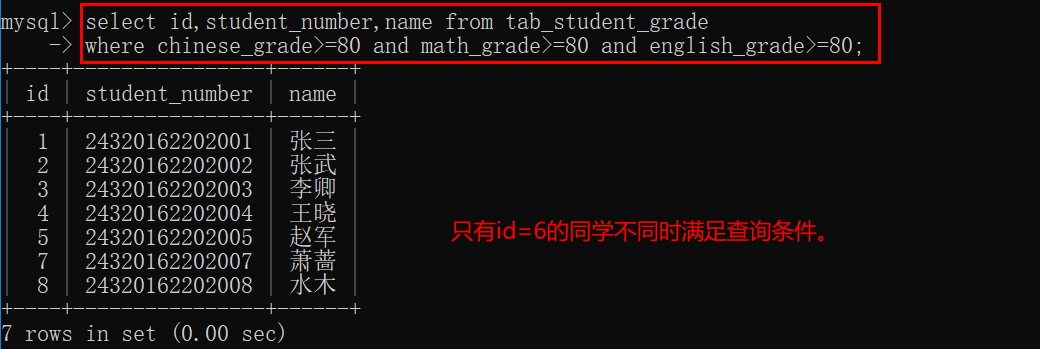 mysql> select id,student_number,name from tab_student_grade
-> where chinese_grade>=80 and math_grade>=80 and english_grade>=80;
+----+----------------+------+
| id | student_number | name |
+----+----------------+------+
| 1 | 24320162202001 | 张三 |
| 2 | 24320162202002 | 张武 |
| 3 | 24320162202003 | 李卿 |
| 4 | 24320162202004 | 王晓 |
| 5 | 24320162202005 | 赵军 |
| 7 | 24320162202007 | 萧蔷 |
| 8 | 24320162202008 | 水木 |
+----+----------------+------+
7 rows in set (0.00 sec)
只有id=6的同学不同时满足查询条件。